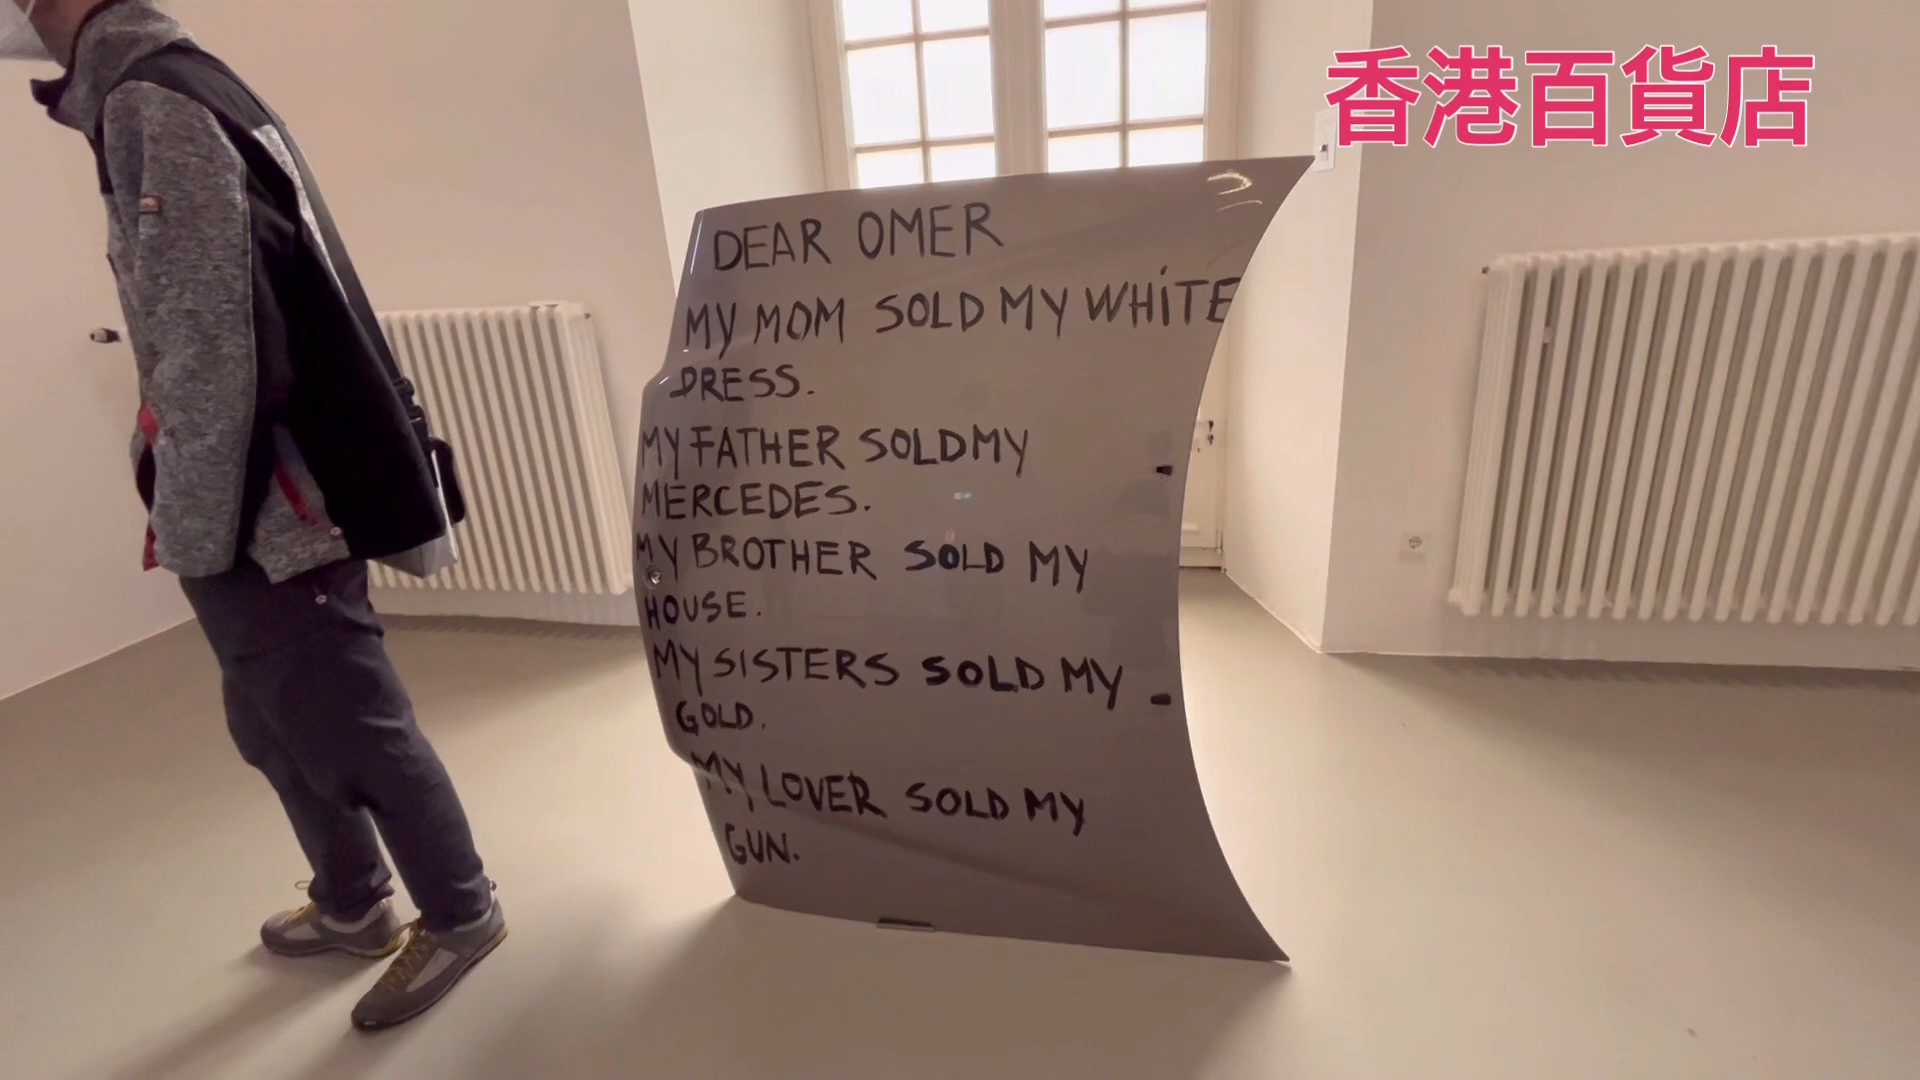 香港百貨店
DEAR OMER
MY MOM SOLD MY WHITE
DRESS.
MY FATHER SOLD MY
MERCEDES.
MY BROTHER SOLD MY
HOUSE.
MY SISTERS SOLD MY
GOLD.
MY LOVER SOLD MY
GUN.